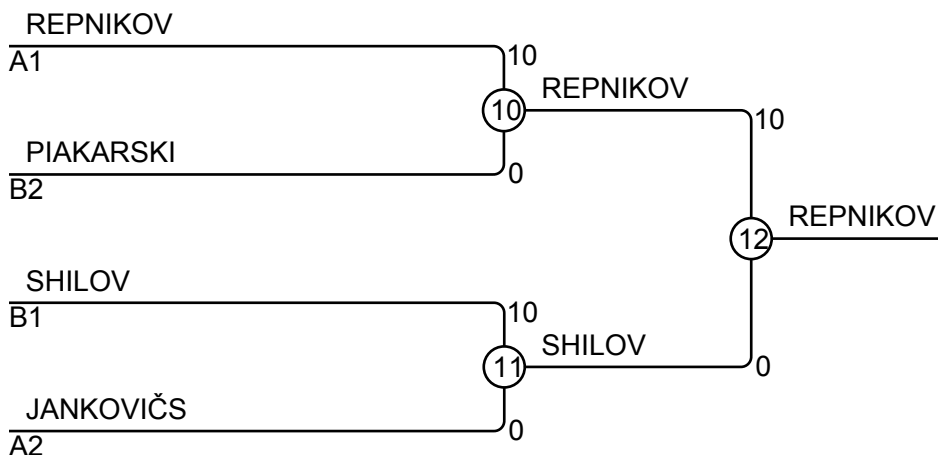 REPNIKOV
A1
10
10
REPNIKOV
10
PIAKARSKI
B2
0
12
REPNIKOV
SHILOV
B1
10
11
SHILOV
0
JANKOVIČS
A2
0